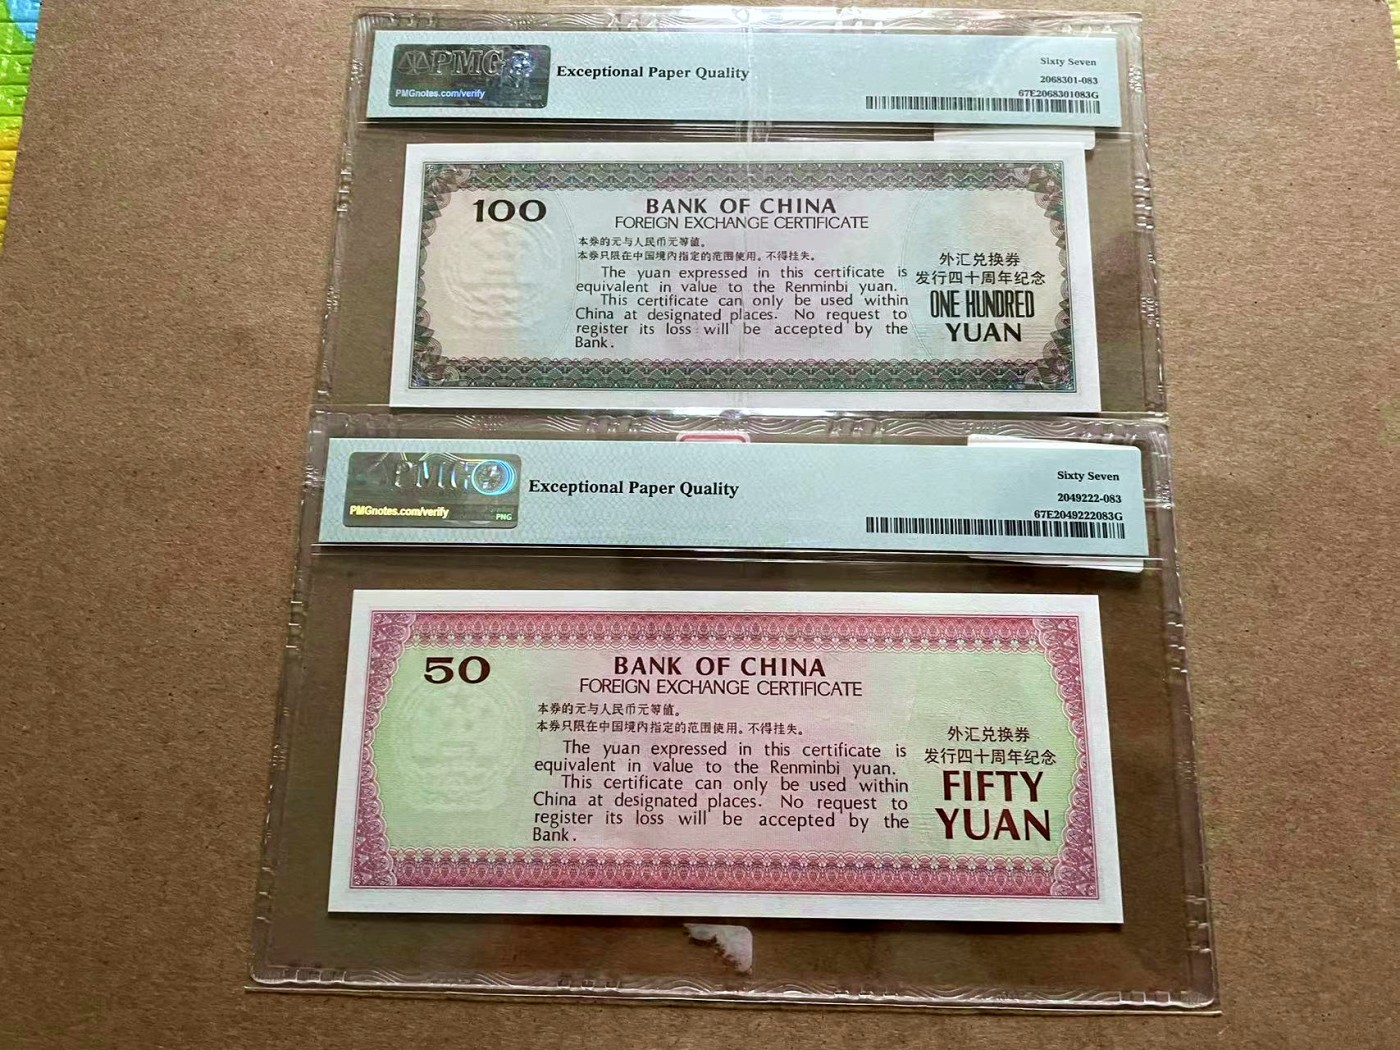 PMG
PMGnotes.com/verify
Exceptional Paper Quality
Sixty Seven
2068301-083
67E2068301083G
100
BANK OF CHINA
FOREIGN EXCHANGE CERTIFICATE
本券的元与人民币元等值。
本券只限在中国境内指定的范围使用。不得挂失。
The yuan expressed in this certificate is
equivalent in value to the Renminbi yuan.
This certificate can only be used within
China at designated places. No request to
register its loss will be accepted by the
Bank.
外汇兑换券
发行四十周年纪念
ONE HUNDRED
YUAN
PMG
PMGnotes.com/verify
PNG
Exceptional Paper Quality
Sixty Seven
2049222-083
67E2049222083G
50
BANK OF CHINA
FOREIGN EXCHANGE CERTIFICATE
本券的元与人民币元等值。
本券只限在中国境内指定的范围使用。不得挂失。
The yuan expressed in this certificate is
equivalent in value to the Renminbi yuan.
This certificate can only be used within
China at designated places. No request to
register its loss will be accepted by the
Bank.
外汇兑换券
发行四十周年纪念
FIFTY
YUAN